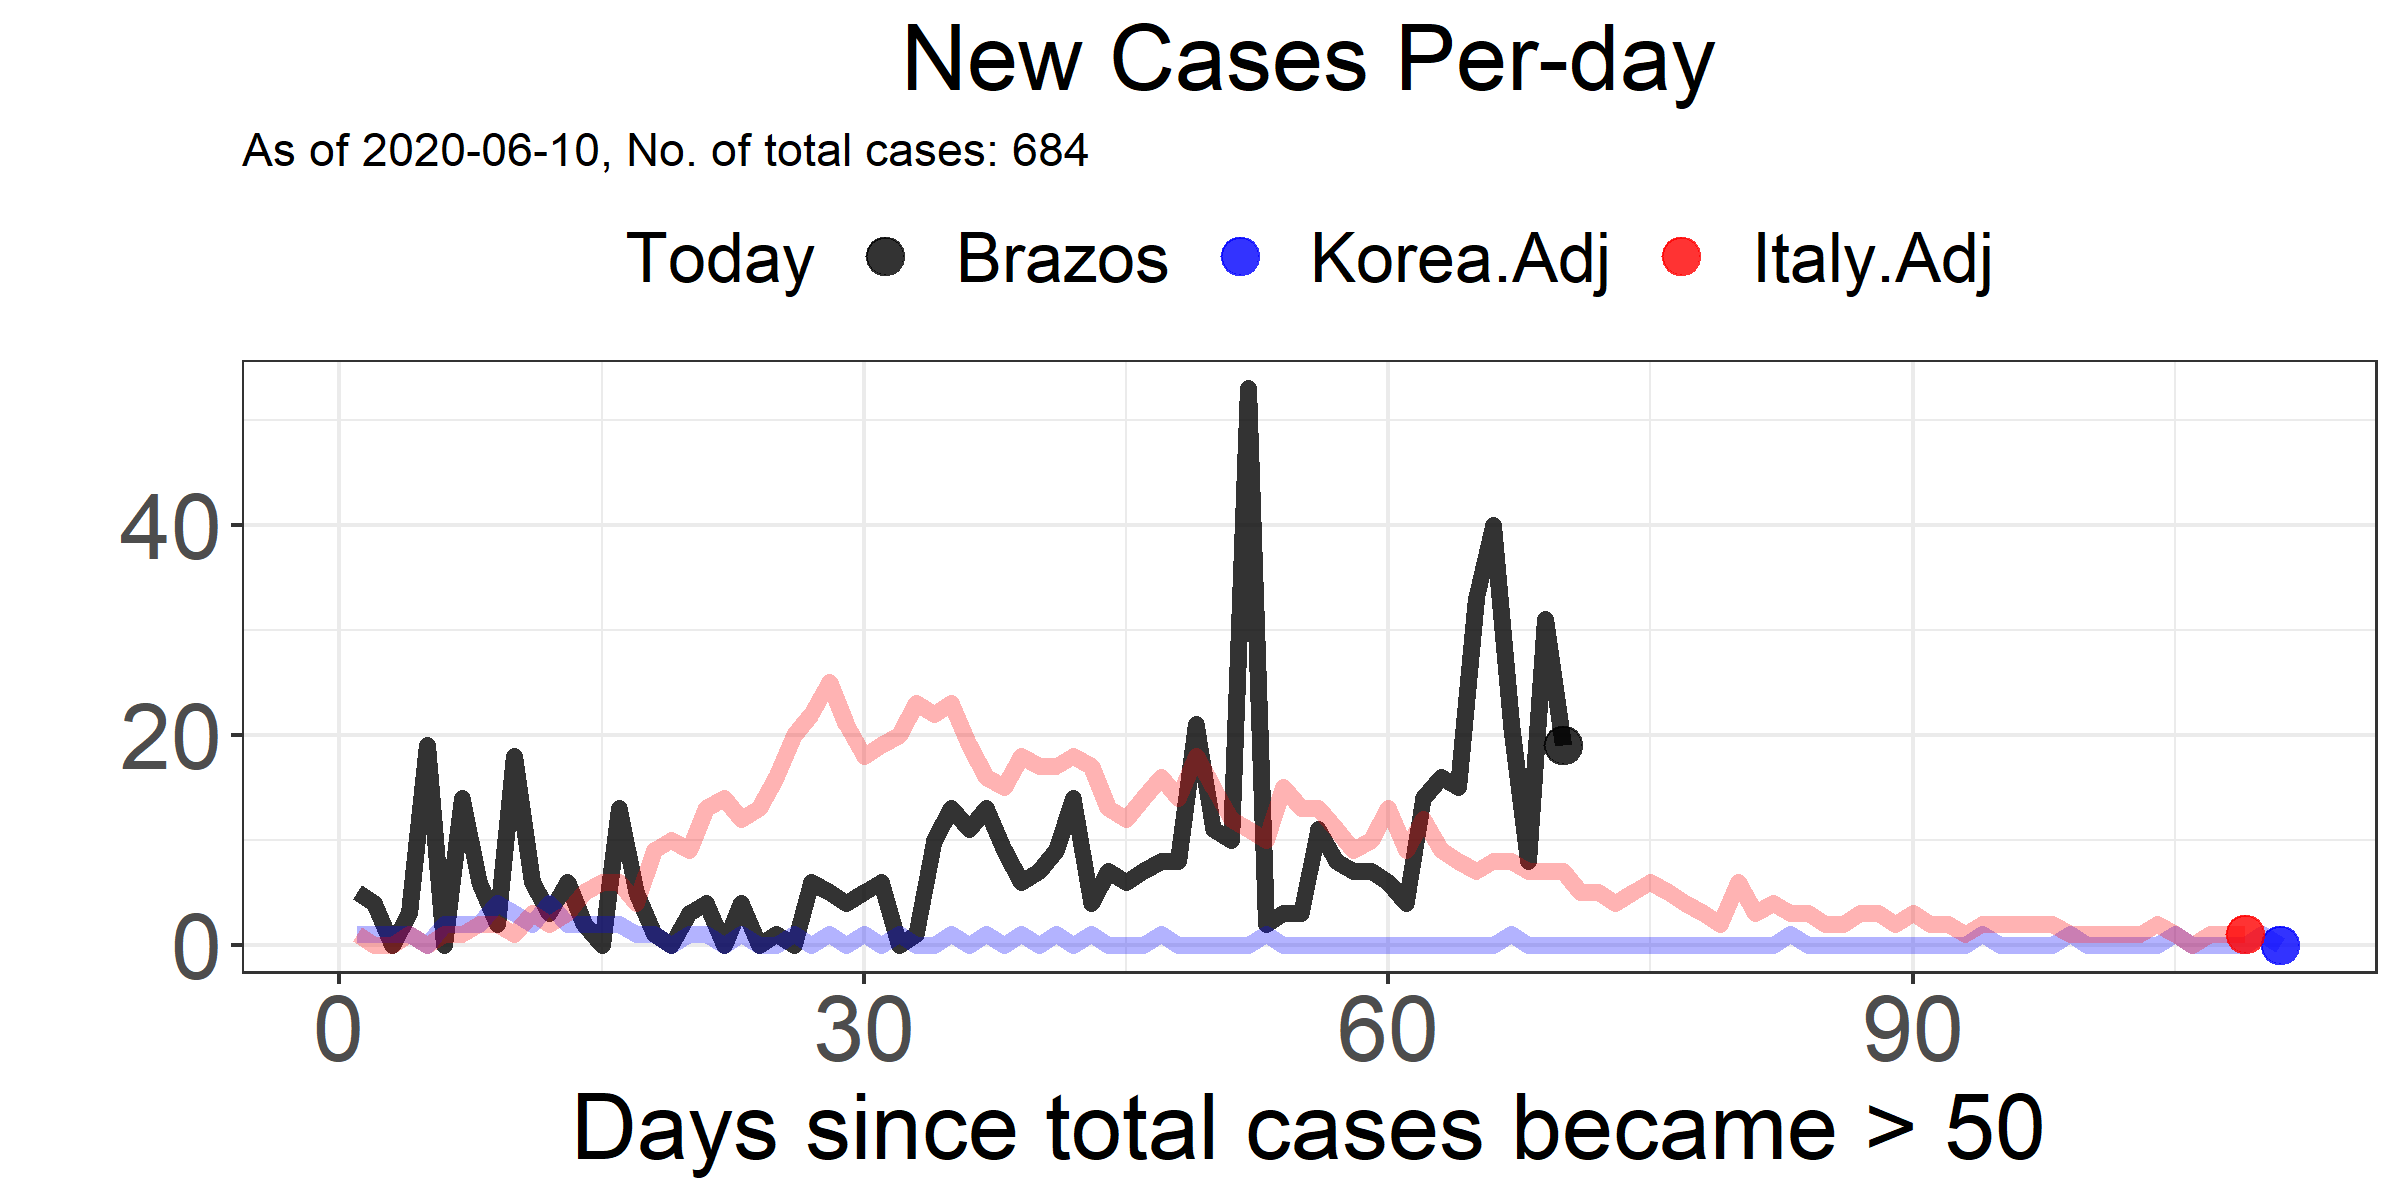 New Cases Per-day
As of 2020-06-10, No. of total cases: 684
Today Brazos Korea.Adj Italy.Adj
40
20
0
0 30 60 90
Days since total cases became > 50